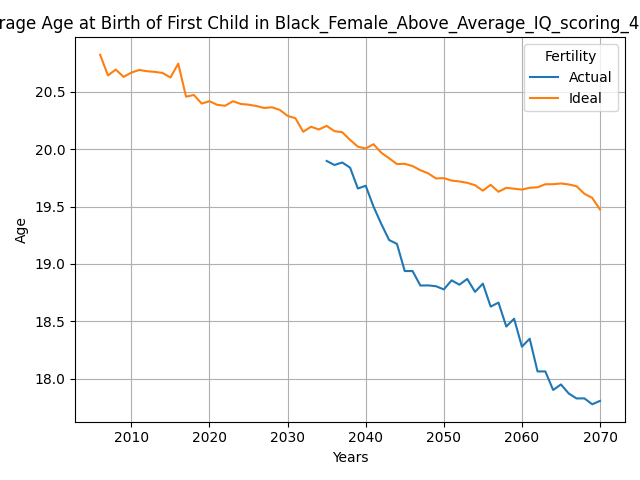 rage Age at Birth of First Child in Black_Female_Above_Average_IQ_scoring_4
Fertility
Actual
Ideal
20.5
20.0
19.5
19.0
18.5
18.0
Age
2010 2020 2030 2040 2050 2060 2070
Years